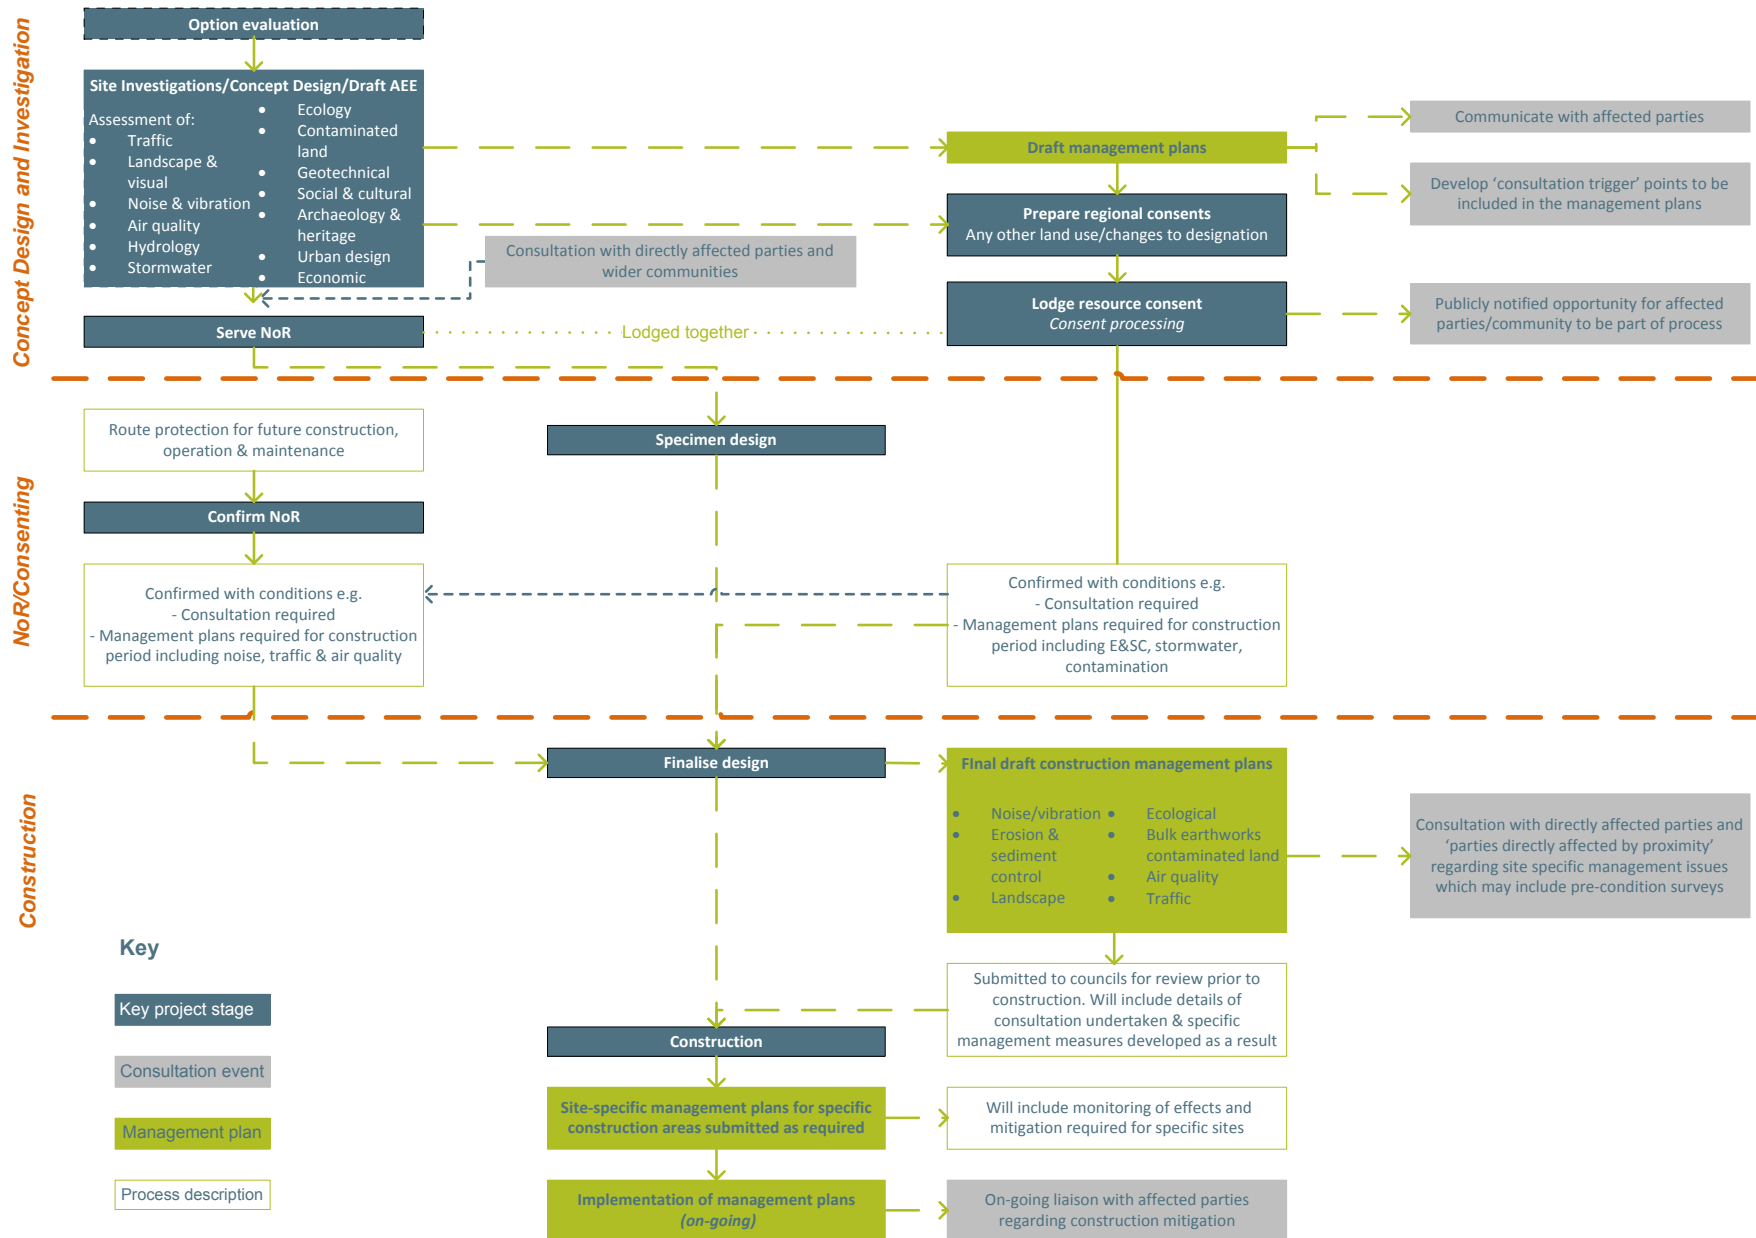 Concept Design and Investigation
Option evaluation
Site Investigations/Concept Design/Draft AEE
Assessment of:
• Traffic
• Landscape &
visual
• Noise & vibration
• Air quality
• Hydrology
• Stormwater
• Ecology
• Contaminated
land
• Geotechnical
• Social & cultural
• Archaeology &
heritage
• Urban design
• Economic
Consultation with directly affected parties and
wider communities
Serve NoR
Lodged together
Draft management plans
Prepare regional consents
Any other land use/changes to designation
Lodge resource consent
Consent processing
Communicate with affected parties
Develop ‘consultation trigger’ points to be
included in the management plans
Publicly notified opportunity for affected
parties/community to be part of process
NoR/Consenting
Route protection for future construction,
operation & maintenance
Confirm NoR
Confirmed with conditions e.g.
- Consultation required
- Management plans required for construction
period including noise, traffic & air quality
Specimen design
Confirmed with conditions e.g.
- Consultation required
- Management plans required for construction
period including E&SC, stormwater,
contamination
Construction
Finalise design
FInal draft construction management plans
• Noise/vibration
• Erosion &
sediment
control
• Landscape
• Ecological
• Bulk earthworks
contaminated land
• Air quality
• Traffic
Consultation with directly affected parties and
‘parties directly affected by proximity’
regarding site specific management issues
which may include pre-condition surveys
Submitted to councils for review prior to
construction. Will include details of
consultation undertaken & specific
management measures developed as a result
Construction
Site-specific management plans for specific
construction areas submitted as required
Will include monitoring of effects and
mitigation required for specific sites
Implementation of management plans
(on-going)
On-going liaison with affected parties
regarding construction mitigation
Key
Key project stage
Consultation event
Management plan
Process description